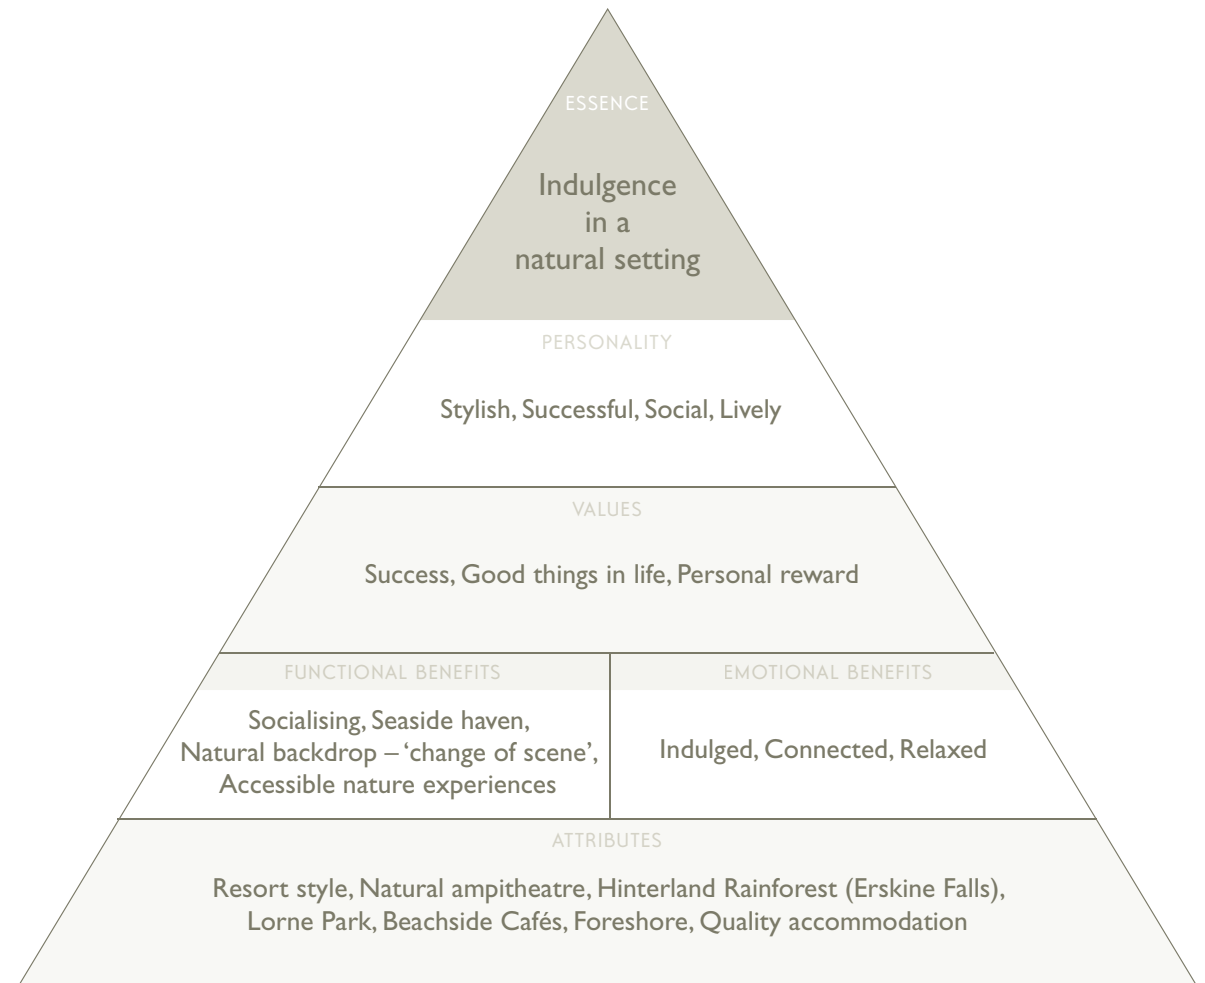 ESSENCE
Indulgence
in a
natural setting
PERSONALITY
Stylish, Successful, Social, Lively
VALUES
Success, Good things in life, Personal reward
FUNCTIONAL BENEFITS
Socialising, Seaside haven,
Natural backdrop – ‘change of scene’,
Accessible nature experiences
EMOTIONAL BENEFITS
Indulged, Connected, Relaxed
ATTRIBUTES
Resort style, Natural ampitheatre, Hinterland Rainforest (Erskine Falls),
Lorne Park, Beachside Cafés, Foreshore, Quality accommodation